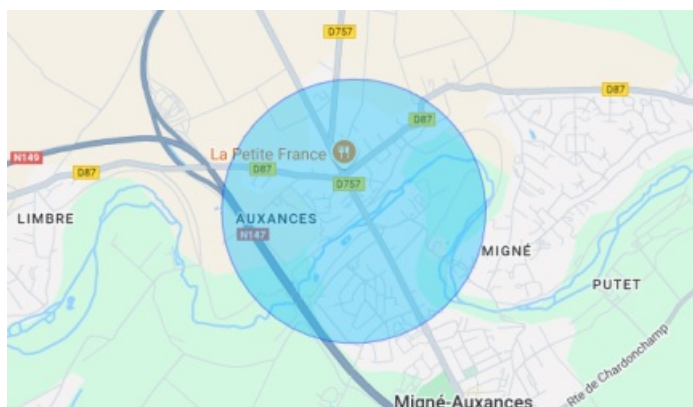 D757
D87
D87
N149
La Petite France
D87
D87
D757
LIMBRE
AUXANCES
N147
MIGNÉ
PUTET
Rte de Chardonchamp
Migné-Auxances